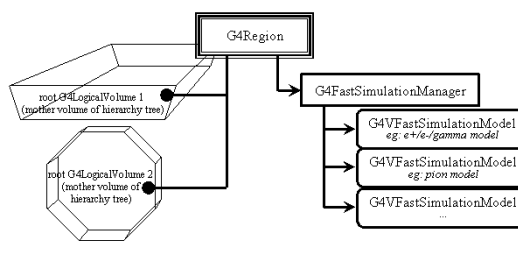 G4Region
root G4LogicalVolume 1
(mother volume of hierarchy tree)
G4FastSimulationManager
G4VFastSimulationModel
eg: e+/e-/gamma model
G4VFastSimulationModel
eg: pion model
G4VFastSimulationModel
...
root G4LogicalVolume 2
(mother volume of
hierarchy tree)